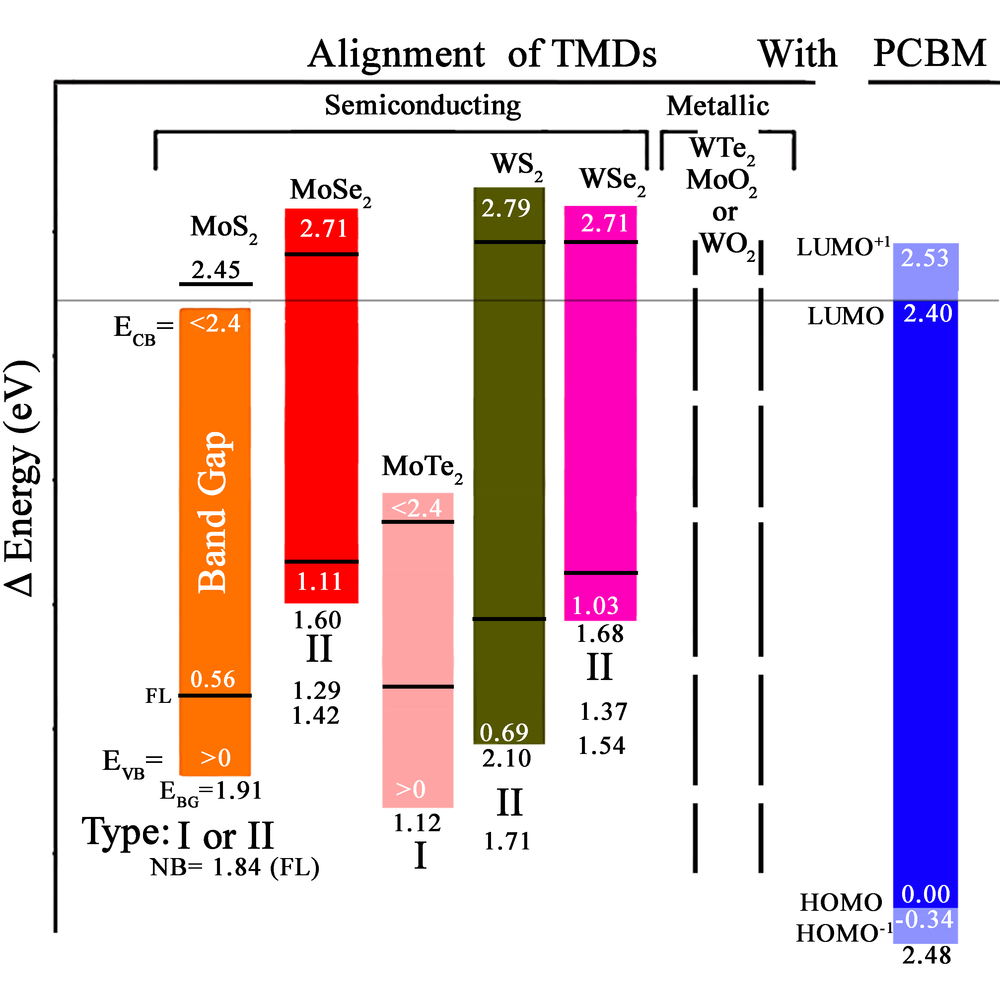 Alignment of TMDs With PCBM
Semiconducting
Metallic
MoS₂
2.45
E_CB=
<2.4
Band Gap
0.56
FL
E_VB=
>0
E_BG=1.91
Type: I or II
NB= 1.84 (FL)
MoSe₂
2.71
1.11
1.60
II
1.29
1.42
MoTe₂
<2.4
>0
1.12
I
WS₂
2.79
0.69
2.10
II
1.71
WSe₂
2.71
1.03
1.68
II
1.37
1.54
WTe₂
MoO₂
or
WO₂
LUMO⁺¹
2.53
LUMO
2.40
HOMO
0.00
HOMO⁻¹
-0.34
2.48
Δ Energy (eV)